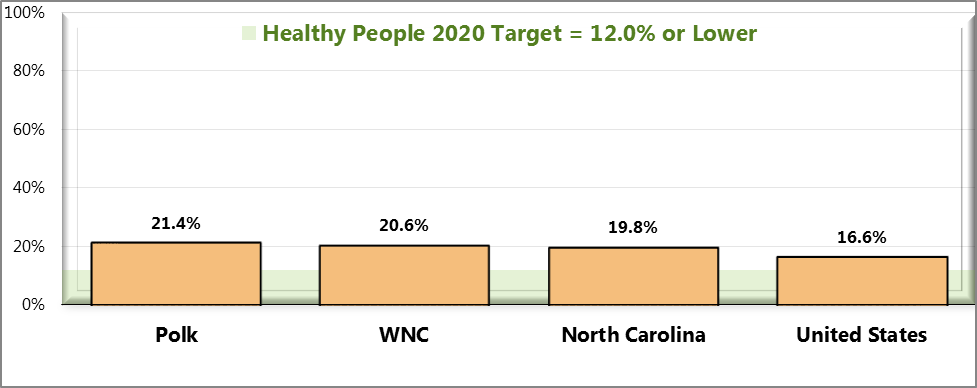 Healthy People 2020 Target = 12.0% or Lower
100%
80%
60%
40%
20%
0%
21.4%
20.6%
19.8%
16.6%
Polk
WNC
North Carolina
United States